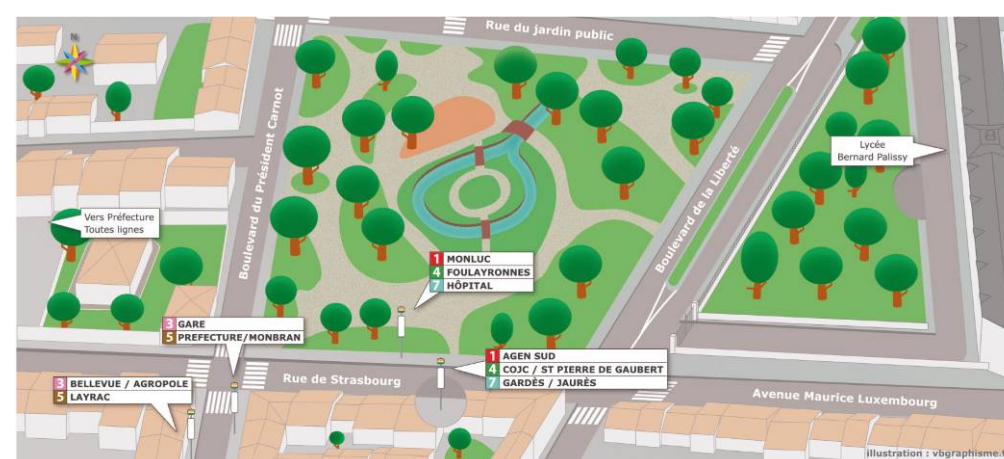 N
Rue du jardin public
Boulevard du Président Carnot
Boulevard de la Liberté
Lycée
Bernard Palissy
Vers Préfecture
Toutes lignes
1 MONLUC
4 FOULAYRONNES
7 HÔPITAL
3 GARE
5 PREFECTURE/MONBRAN
1 AGEN SUD
4 COJC / ST PIERRE DE GAUBERT
7 GARDÈS / JAURÈS
3 BELLEVUE / AGROPOLE
5 LAYRAC
Rue de Strasbourg
Avenue Maurice Luxembourg
illustration : vbgraphisme.